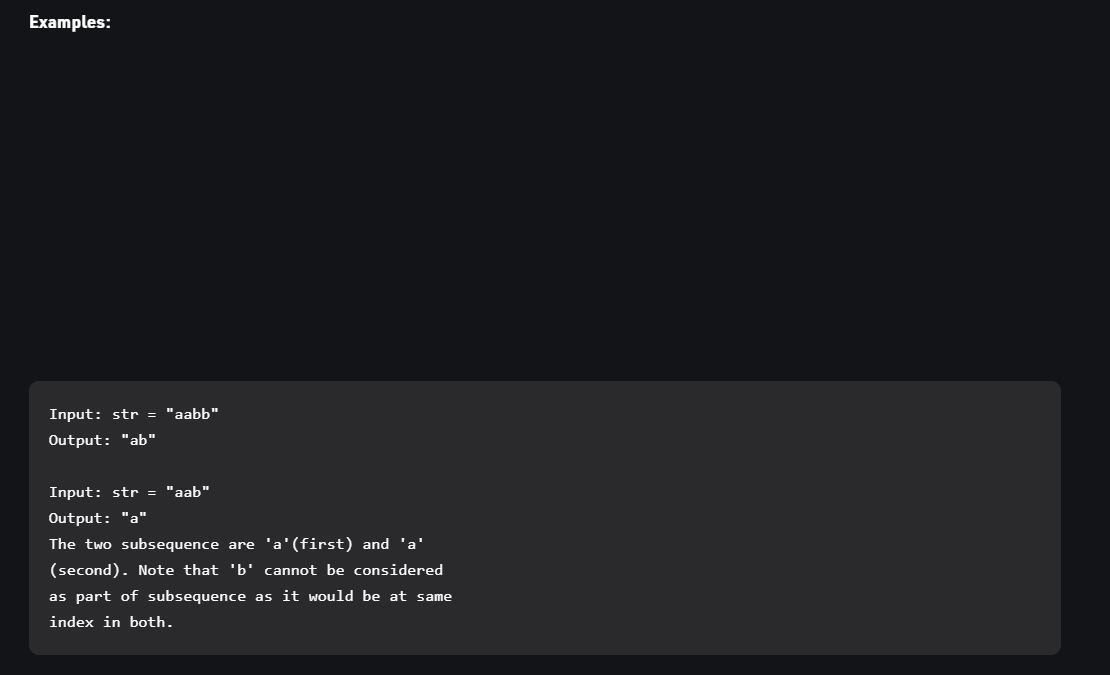 Examples:
Input: str = "aabb"
Output: "ab"
Input: str = "aab"
Output: "a"
The two subsequence are 'a'(first) and 'a'
(second). Note that 'b' cannot be considered
as part of subsequence as it would be at same
index in both.